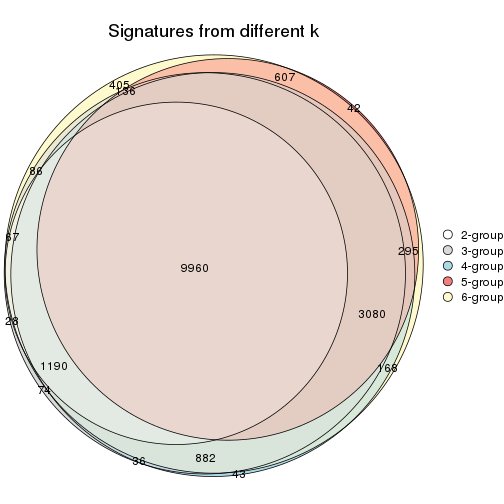 Signatures from different k
405
136
607
42
86
67
295
9960
28
3080
1190
168
74
36
882
43
2-group
3-group
4-group
5-group
6-group